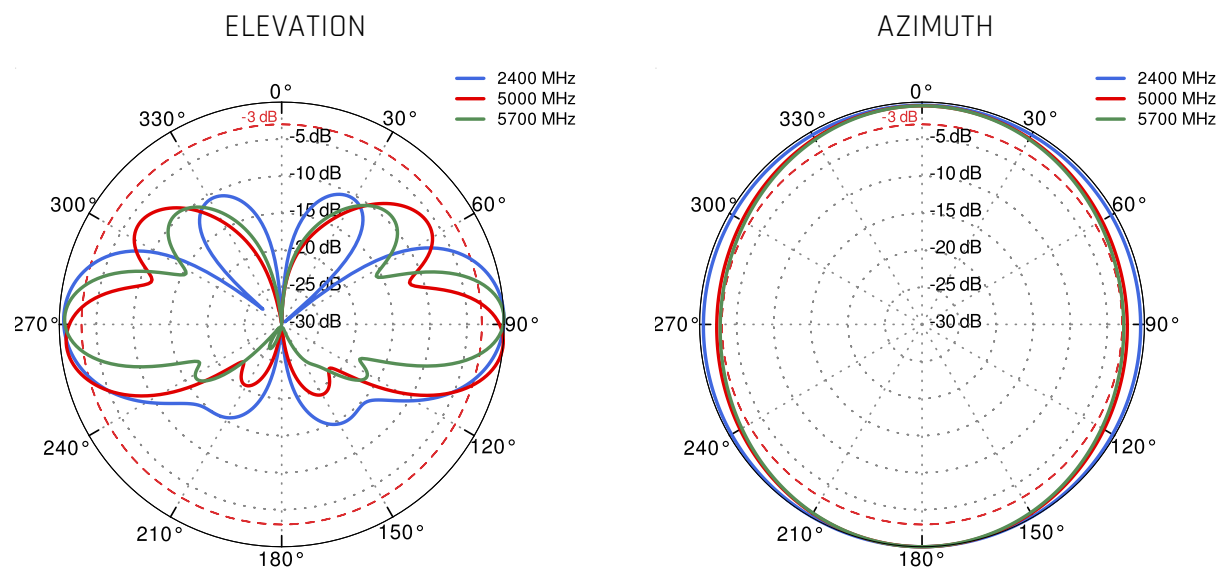 ELEVATION
2400 MHz
5000 MHz
5700 MHz
0°
330°
-3 dB
30°
-5 dB
-10 dB
300°
60°
-15 dB
-20 dB
-25 dB
270°
-30 dB
90°
240°
120°
210°
150°
180°
AZIMUTH
2400 MHz
5000 MHz
5700 MHz
0°
330°
-3 dB
30°
-5 dB
-10 dB
300°
60°
-15 dB
-20 dB
-25 dB
270°
-30 dB
90°
240°
120°
210°
150°
180°